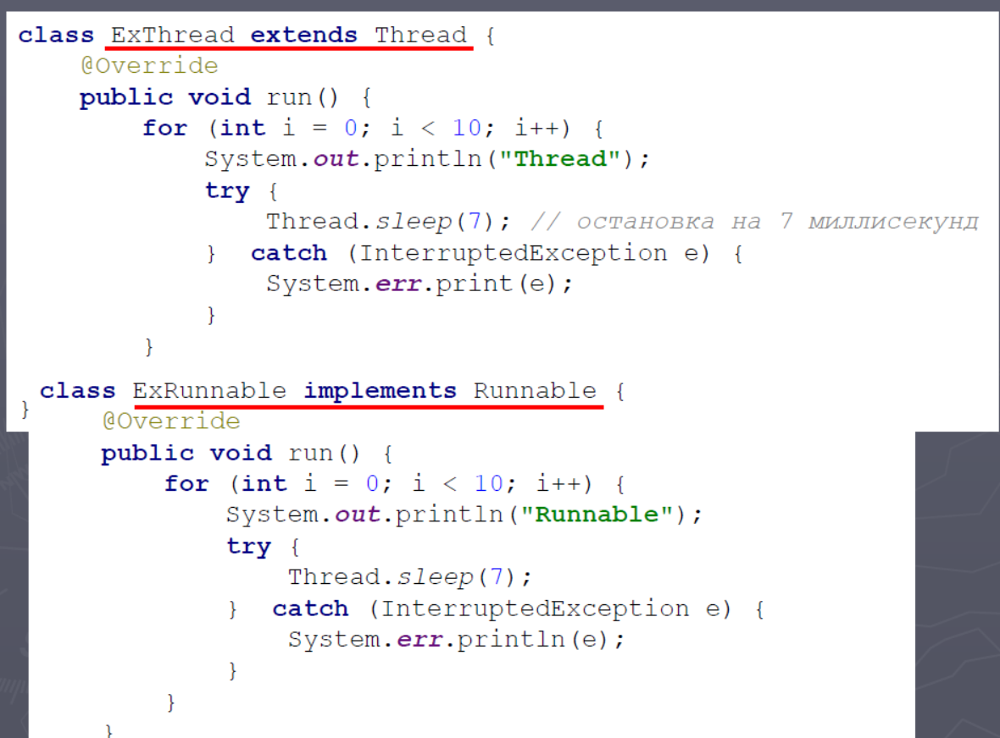 class ExThread extends Thread {
@Override
public void run() {
for (int i = 0; i < 10; i++) {
System.out.println("Thread");
try {
Thread.sleep(7); // остановка на 7 миллисекунд
} catch (InterruptedException e) {
System.err.print(e);
}
}
}
class ExRunnable implements Runnable {
@Override
public void run() {
for (int i = 0; i < 10; i++) {
System.out.println("Runnable");
try {
Thread.sleep(7);
} catch (InterruptedException e) {
System.err.println(e);
}
}
}